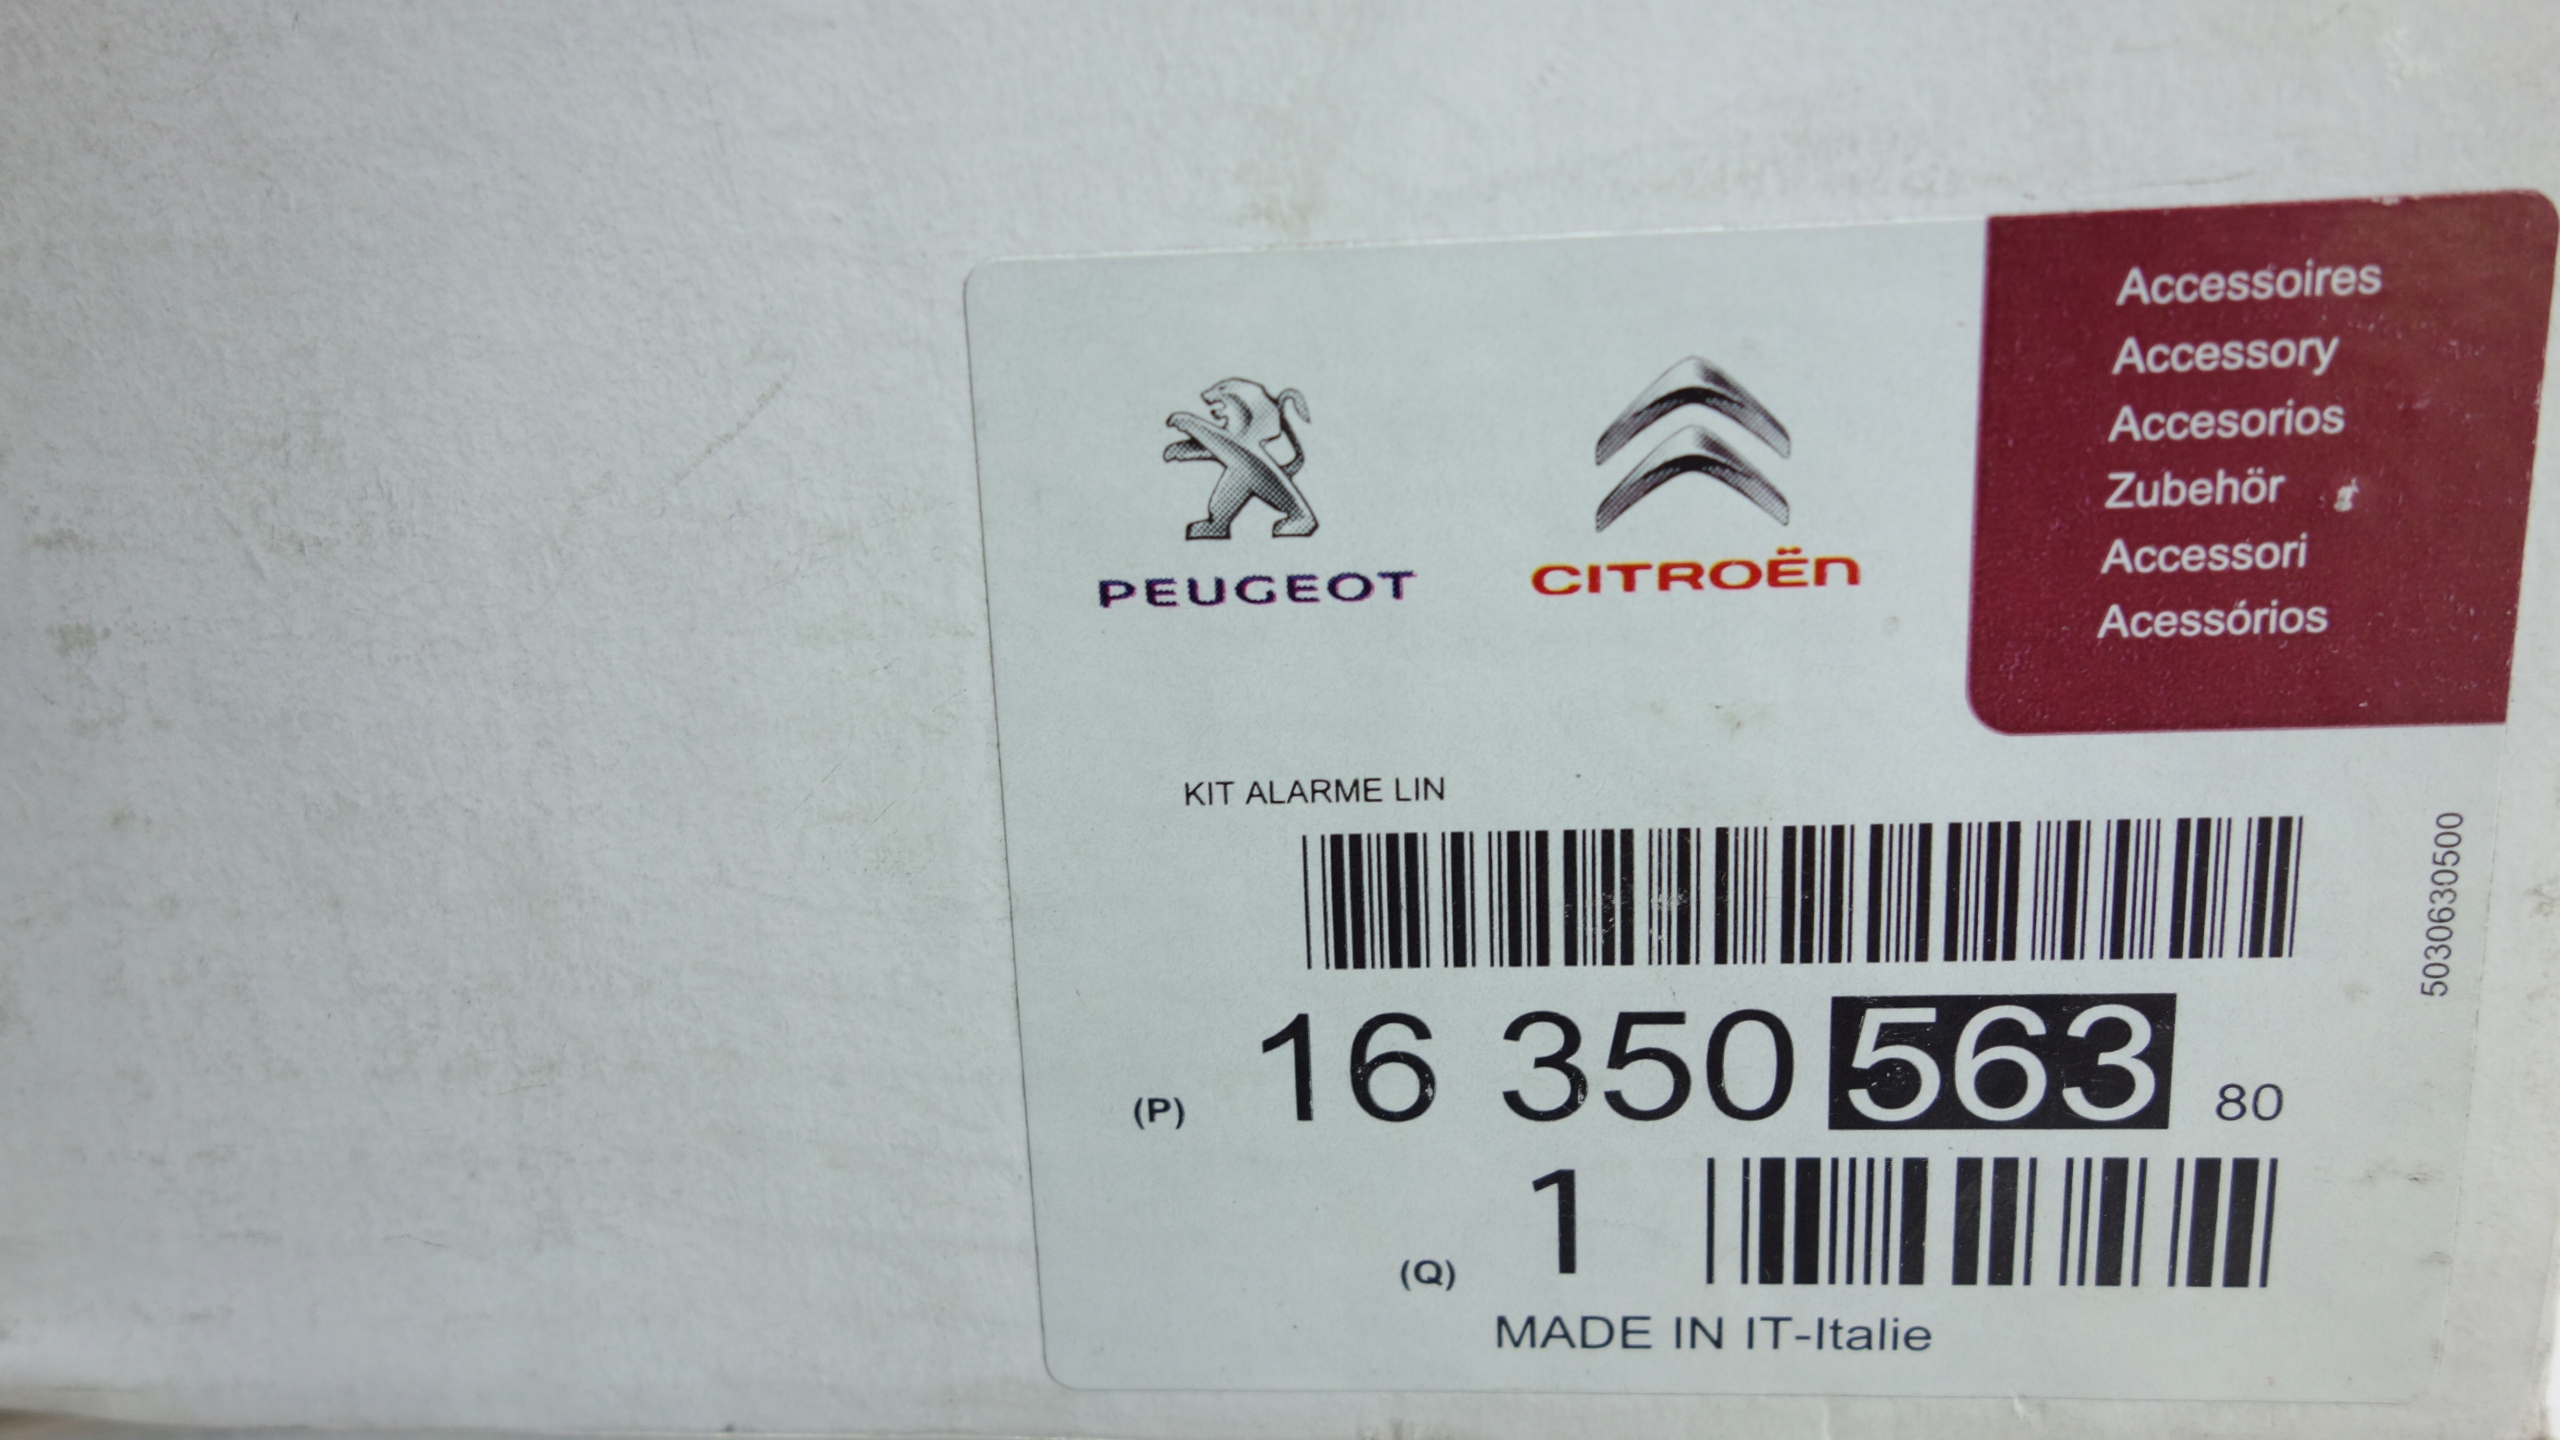 PEUGEOT
CITROËN
Accessoires
Accessory
Accesorios
Zubehör
Accessori
Acessórios
KIT ALARME LIN
5030630500
(P) 16 350 563 80
(Q) 1
MADE IN IT-Italie